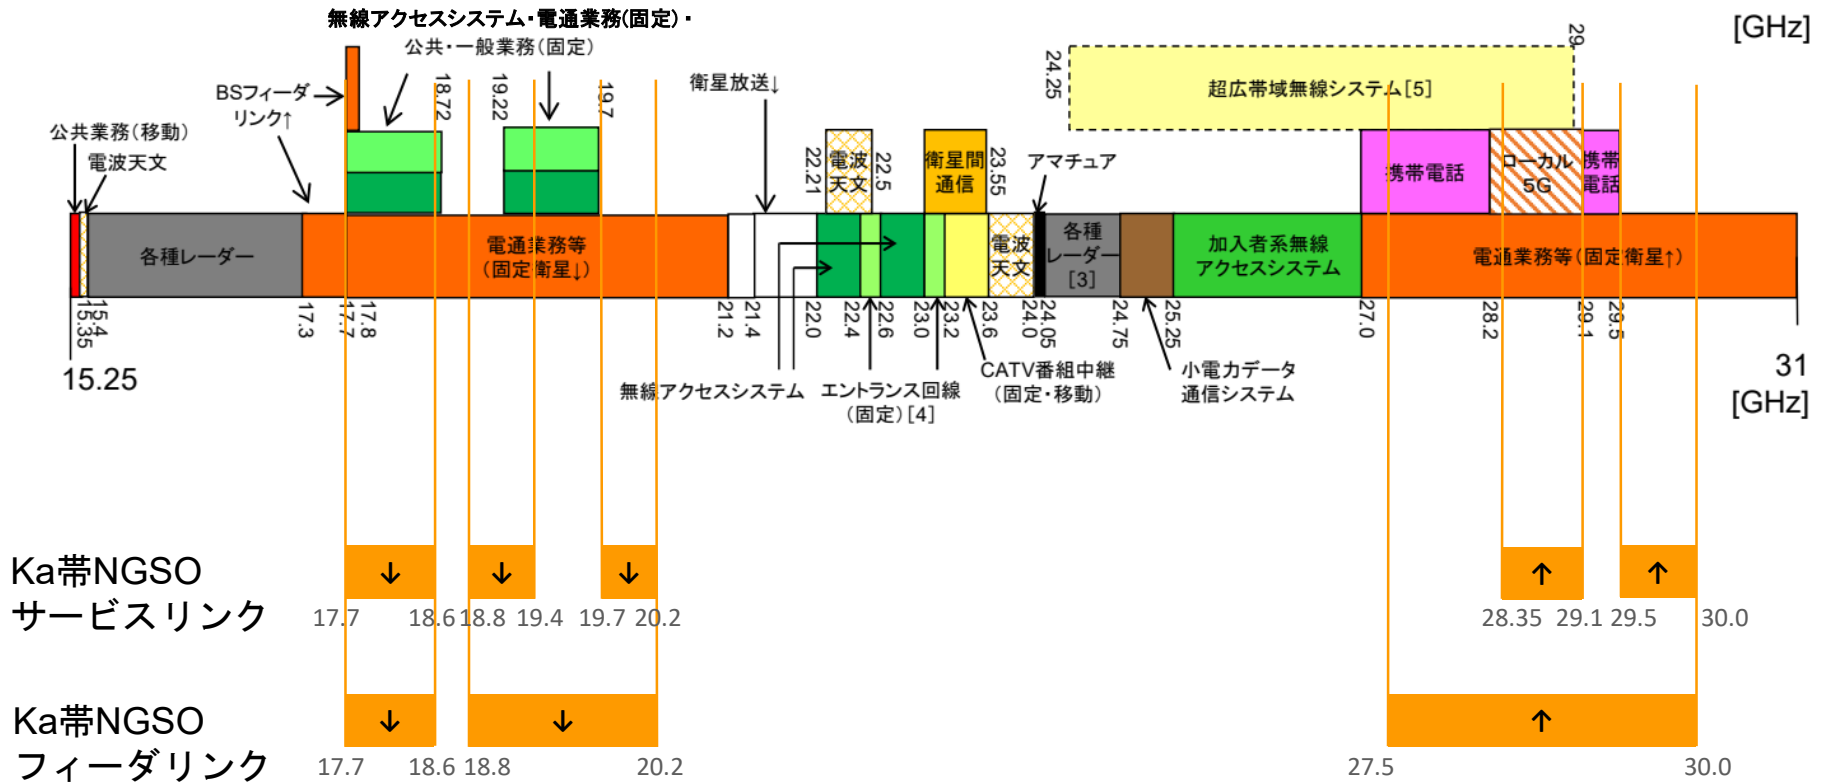 無線アクセスシステム・電通業務(固定)・
公共・一般業務(固定)
[GHz]
BSフィーダ
リンク↑
公共業務(移動)
電波天文
18.72
19.22
19.7
衛星放送↓
24.25
29
超広帯域無線システム[5]
22.21
電波
天文
22.5
衛星間
通信
23.55
アマチュア
携帯電話
ローカル
5G
携帯
電話
各種レーダー
電通業務等
(固定衛星↓)
電波
天文
各種
レーダー
[3]
加入者系無線
アクセスシステム
電通業務等(固定衛星↑)
15.35
15.4
17.3
17.7
17.8
21.2
21.4
22.0
22.4
22.6
23.0
23.2
23.6
24.0
24.05
24.75
25.25
27.0
28.2
29.1
29.5
15.25
31
[GHz]
無線アクセスシステム
エントランス回線
(固定)[4]
CATV番組中継
(固定・移動)
小電力データ
通信システム
Ka帯NGSO
サービスリンク
↓
↓
↓
↑
↑
17.7
18.6
18.8
19.4
19.7
20.2
28.35
29.1
29.5
30.0
Ka帯NGSO
フィーダリンク
↓
↓
↑
17.7
18.6
18.8
20.2
27.5
30.0